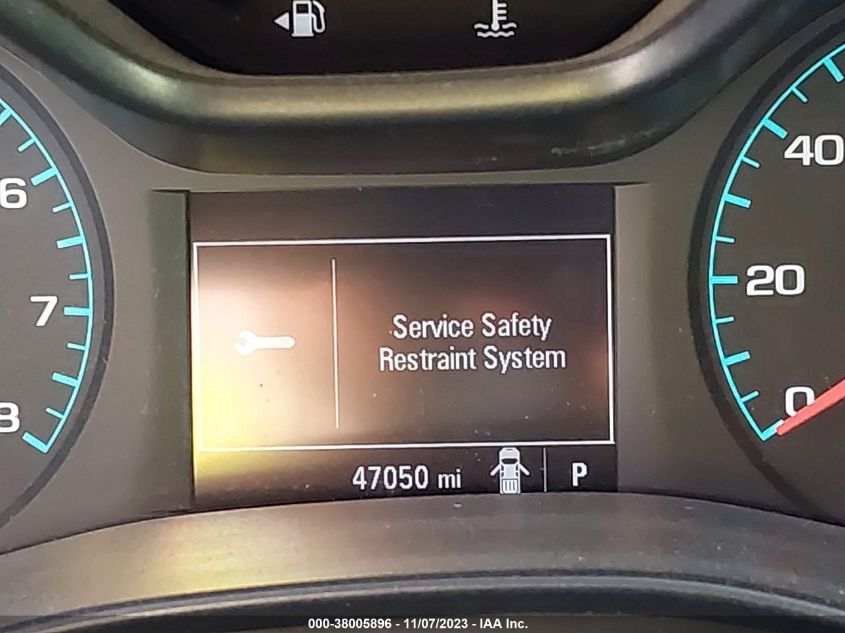 40
6
20
7
Service Safety
Restraint System
0
8
47050 mi P
000-38005896 - 11/07/2023 - IAA Inc.